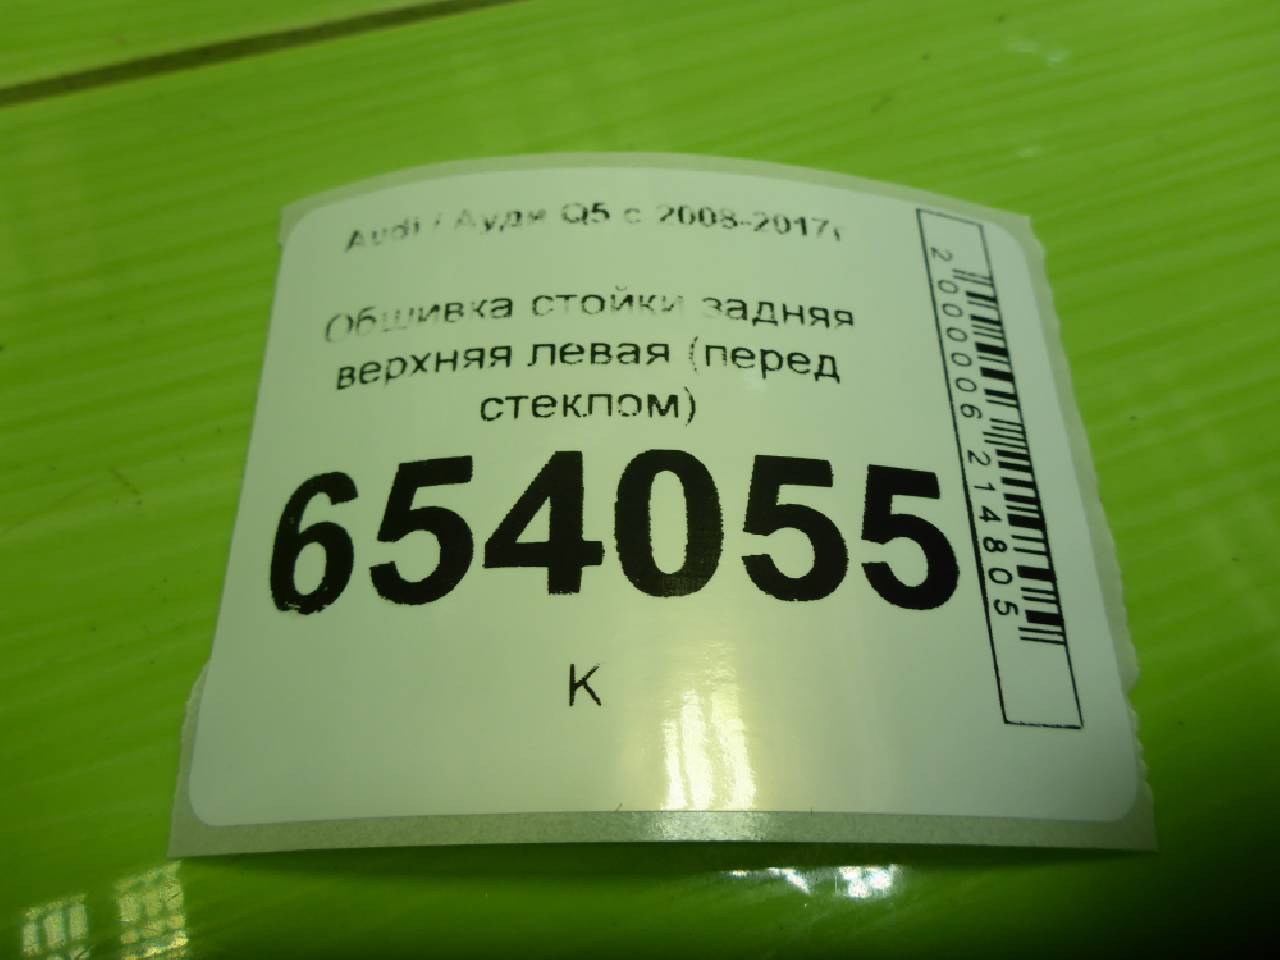 Audi / Ауди Q5 с 2008-2017г
Обшивка стойки задняя
верхняя левая (перед
стеклом)
654055
К
2000006214805